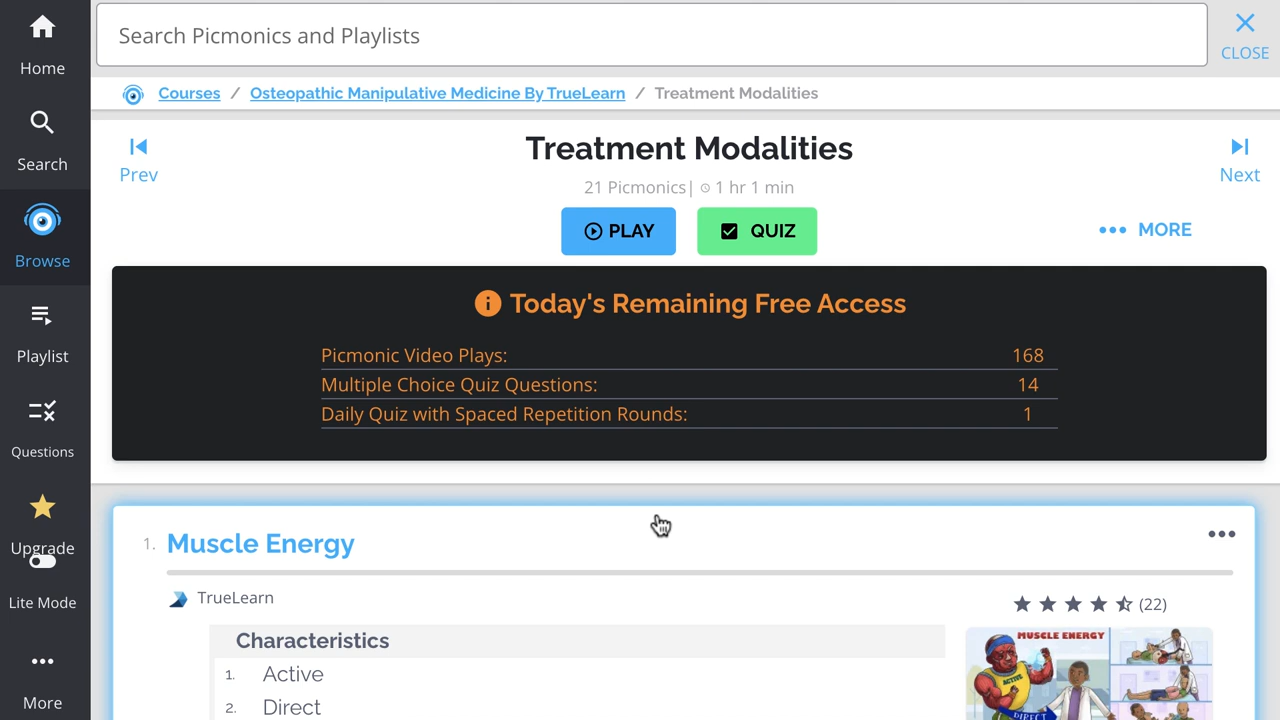 Home
Search
Browse
Playlist
Questions
Upgrade
Lite Mode
More
Search Picmonics and Playlists
CLOSE
Courses / Osteopathic Manipulative Medicine By TrueLearn / Treatment Modalities
Prev
Treatment Modalities
Next
21 Picmonics| 1 hr 1 min
PLAY
QUIZ
MORE
Today's Remaining Free Access
Picmonic Video Plays: 168
Multiple Choice Quiz Questions: 14
Daily Quiz with Spaced Repetition Rounds: 1
1. Muscle Energy
TrueLearn
(22)
Characteristics
1. Active
2. Direct
MUSCLE ENERGY
ACTIVE
DIRECT